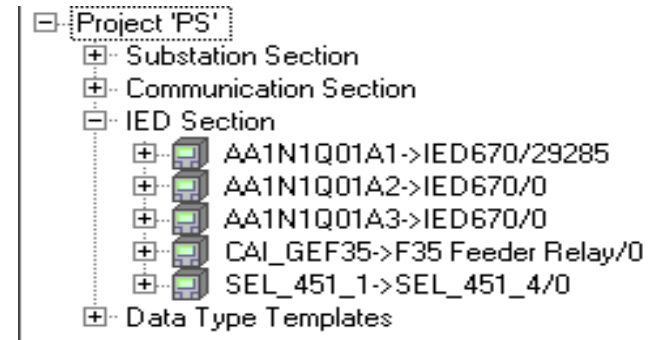 Project 'PS'
Substation Section
Communication Section
IED Section
AA1N1Q01A1->IED670/29285
AA1N1Q01A2->IED670/0
AA1N1Q01A3->IED670/0
CAI_GEF35->F35 Feeder Relay/0
SEL_451_1->SEL_451_4/0
Data Type Templates